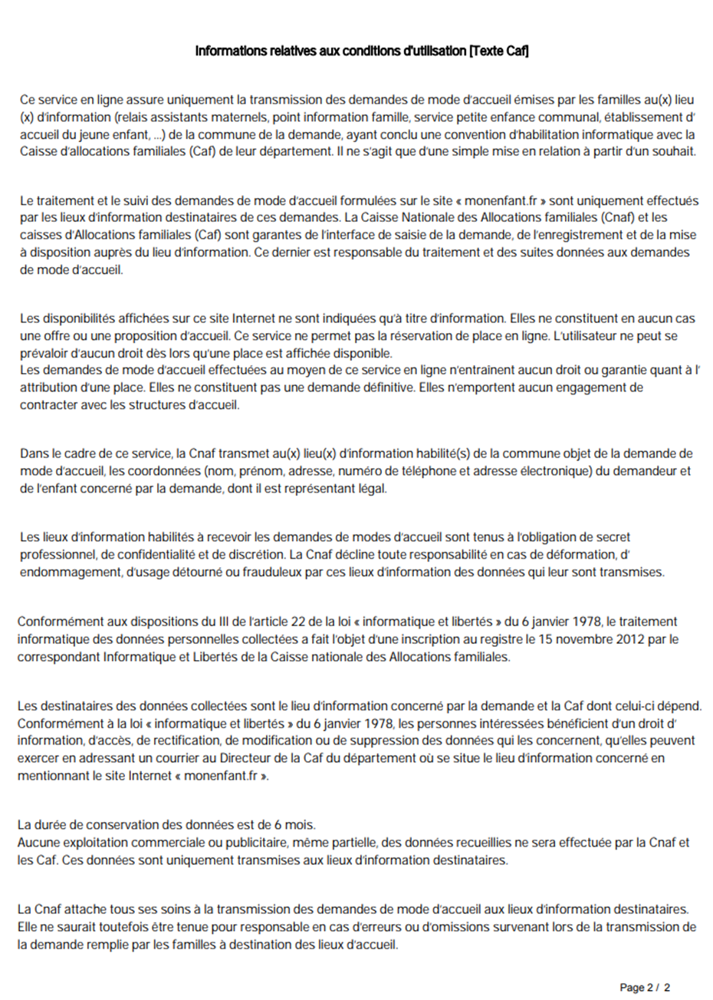 Informations relatives aux conditions d'utilisation [Texte Caf]
Ce service en ligne assure uniquement la transmission des demandes de mode d'accueil émises par les familles au(x) lieu
(x) d'information (relais assistants maternels, point information famille, service petite enfance communal, établissement d'
accueil du jeune enfant, ...) de la commune de la demande, ayant conclu une convention d'habilitation informatique avec la
Caisse d'allocations familiales (Caf) de leur département. Il ne s'agit que d'une simple mise en relation à partir d'un souhait.
Le traitement et le suivi des demandes de mode d'accueil formulées sur le site « monenfant.fr » sont uniquement effectués
par les lieux d'information destinataires de ces demandes. La Caisse Nationale des Allocations familiales (Cnaf) et les
caisses d'Allocations familiales (Caf) sont garantes de l'interface de saisie de la demande, de l'enregistrement et de la mise
à disposition auprès du lieu d'information. Ce dernier est responsable du traitement et des suites données aux demandes
de mode d'accueil.
Les disponibilités affichées sur ce site Internet ne sont indiquées qu'à titre d'information. Elles ne constituent en aucun cas
une offre ou une proposition d'accueil. Ce service ne permet pas la réservation de place en ligne. L'utilisateur ne peut se
prévaloir d'aucun droit dès lors qu'une place est affichée disponible.
Les demandes de mode d'accueil effectuées au moyen de ce service en ligne n'entraînent aucun droit ou garantie quant à l'
attribution d'une place. Elles ne constituent pas une demande définitive. Elles n'emportent aucun engagement de
contracter avec les structures d'accueil.
Dans le cadre de ce service, la Cnaf transmet au(x) lieu(x) d'information habilité(s) de la commune objet de la demande de
mode d'accueil, les coordonnées (nom, prénom, adresse, numéro de téléphone et adresse électronique) du demandeur et
de l'enfant concerné par la demande, dont il est représentant légal.
Les lieux d'information habilités à recevoir les demandes de modes d'accueil sont tenus à l'obligation de secret
professionnel, de confidentialité et de discrétion. La Cnaf décline toute responsabilité en cas de déformation, d'
endommagement, d'usage détourné ou frauduleux par ces lieux d'information des données qui leur sont transmises.
Conformément aux dispositions du III de l'article 22 de la loi « informatique et libertés » du 6 janvier 1978, le traitement
informatique des données personnelles collectées a fait l'objet d'une inscription au registre le 15 novembre 2012 par le
correspondant Informatique et Libertés de la Caisse nationale des Allocations familiales.
Les destinataires des données collectées sont le lieu d'information concerné par la demande et la Caf dont celui-ci dépend.
Conformément à la loi « informatique et libertés » du 6 janvier 1978, les personnes intéressées bénéficient d'un droit d'
information, d'accès, de rectification, de modification ou de suppression des données qui les concernent, qu'elles peuvent
exercer en adressant un courrier au Directeur de la Caf du département où se situe le lieu d'information concerné en
mentionnant le site Internet « monenfant.fr ».
La durée de conservation des données est de 6 mois.
Aucune exploitation commerciale ou publicitaire, même partielle, des données recueillies ne sera effectuée par la Cnaf et
les Caf. Ces données sont uniquement transmises aux lieux d'information destinataires.
La Cnaf attache tous ses soins à la transmission des demandes de mode d'accueil aux lieux d'information destinataires.
Elle ne saurait toutefois être tenue pour responsable en cas d'erreurs ou d'omissions survenant lors de la transmission de
la demande remplie par les familles à destination des lieux d'accueil.
Page 2 / 2